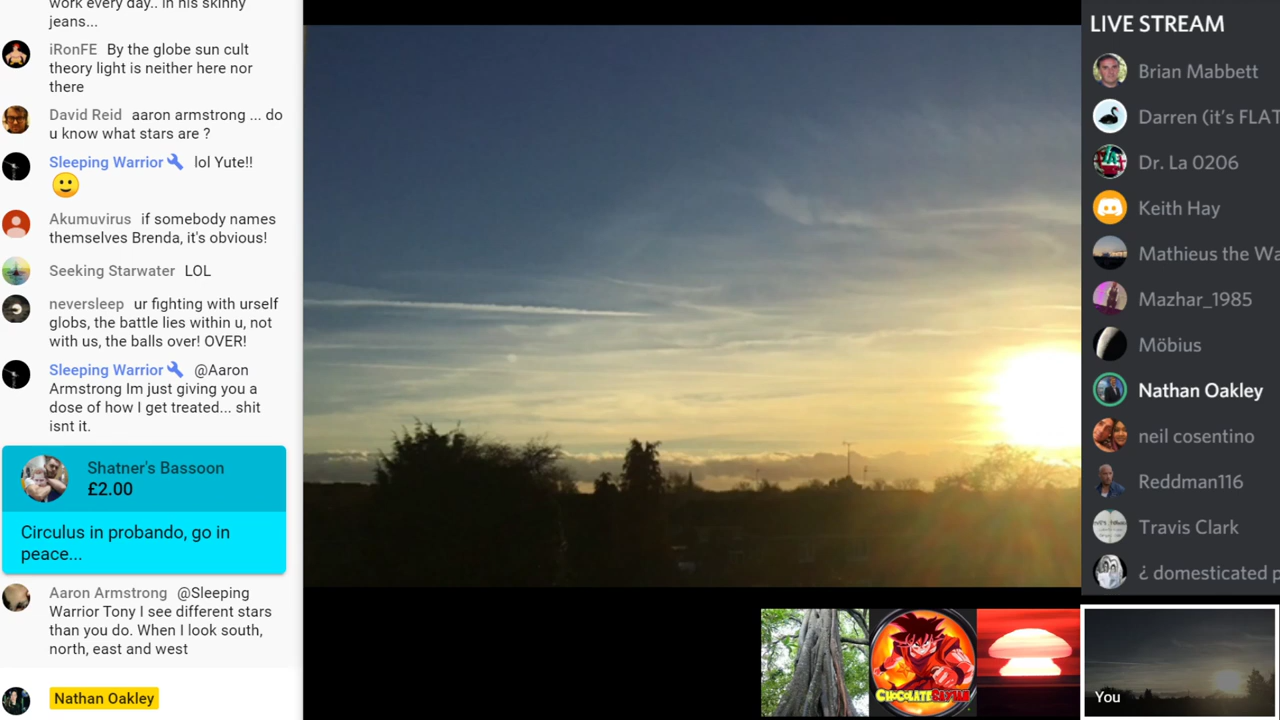 work every day.. in his skinny
jeans...
iRonFE By the globe sun cult
theory light is neither here nor
there
David Reid aaron armstrong ... do
u know what stars are ?
Sleeping Warrior lol Yute!!
Akumuvirus if somebody names
themselves Brenda, it's obvious!
Seeking Starwater LOL
neversleep ur fighting with urself
globs, the battle lies within u, not
with us, the balls over! OVER!
Sleeping Warrior @Aaron
Armstrong Im just giving you a
dose of how I get treated... shit
isnt it.
Shatner's Bassoon
£2.00
Circulus in probando, go in
peace...
Aaron Armstrong @Sleeping
Warrior Tony I see different stars
than you do. When I look south,
north, east and west
Nathan Oakley
LIVE STREAM
Brian Mabbett
Darren (it's FLAT
Dr. La 0206
Keith Hay
Mathieus the Wa
Mazhar_1985
Möbius
Nathan Oakley
neil cosentino
Reddman116
Travis Clark
¿ domesticated p
CHOCOLATE SAIYAN
You